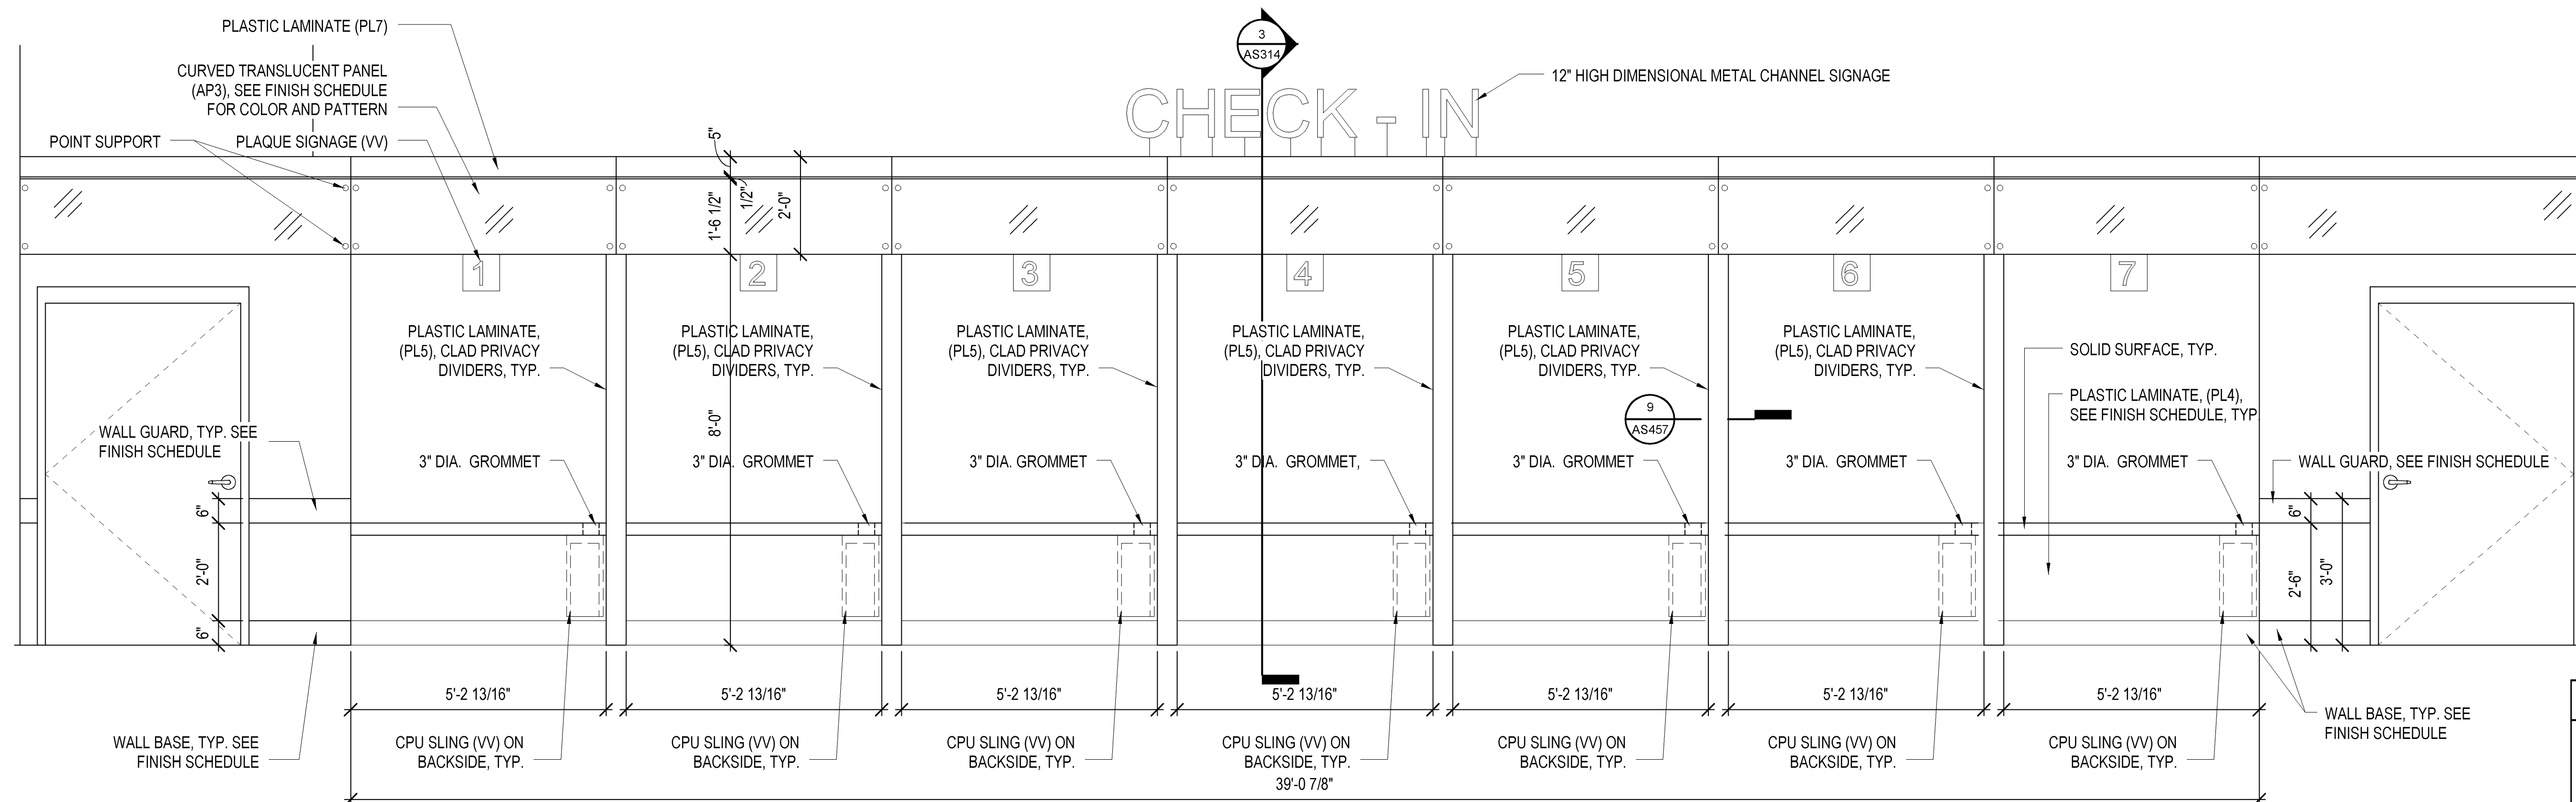 PLASTIC LAMINATE (PL7)
CURVED TRANSLUCENT PANEL
(AP3), SEE FINISH SCHEDULE
FOR COLOR AND PATTERN
POINT SUPPORT
PLAQUE SIGNAGE (VV)
3
AS314
CHECK - IN
12" HIGH DIMENSIONAL METAL CHANNEL SIGNAGE
5"
1/2"
1'-6 1/2"
2'-0"
1
2
3
4
5
6
7
PLASTIC LAMINATE,
(PL5), CLAD PRIVACY
DIVIDERS, TYP.
PLASTIC LAMINATE,
(PL5), CLAD PRIVACY
DIVIDERS, TYP.
PLASTIC LAMINATE,
(PL5), CLAD PRIVACY
DIVIDERS, TYP.
PLASTIC LAMINATE,
(PL5), CLAD PRIVACY
DIVIDERS, TYP.
PLASTIC LAMINATE,
(PL5), CLAD PRIVACY
DIVIDERS, TYP.
PLASTIC LAMINATE,
(PL5), CLAD PRIVACY
DIVIDERS, TYP.
SOLID SURFACE, TYP.
PLASTIC LAMINATE, (PL4),
SEE FINISH SCHEDULE, TYP.
8'-0"
9
AS457
WALL GUARD, TYP. SEE
FINISH SCHEDULE
3" DIA. GROMMET
3" DIA. GROMMET
3" DIA. GROMMET
3" DIA. GROMMET,
3" DIA. GROMMET
3" DIA. GROMMET
3" DIA. GROMMET
WALL GUARD, SEE FINISH SCHEDULE
6"
2'-0"
6"
6"
2'-6"
3'-0"
5'-2 13/16"
5'-2 13/16"
5'-2 13/16"
5'-2 13/16"
5'-2 13/16"
5'-2 13/16"
5'-2 13/16"
WALL BASE, TYP. SEE
FINISH SCHEDULE
CPU SLING (VV) ON
BACKSIDE, TYP.
CPU SLING (VV) ON
BACKSIDE, TYP.
CPU SLING (VV) ON
BACKSIDE, TYP.
CPU SLING (VV) ON
BACKSIDE, TYP.
CPU SLING (VV) ON
BACKSIDE, TYP.
CPU SLING (VV) ON
BACKSIDE, TYP.
CPU SLING (VV) ON
BACKSIDE, TYP.
WALL BASE, TYP. SEE
FINISH SCHEDULE
39'-0 7/8"